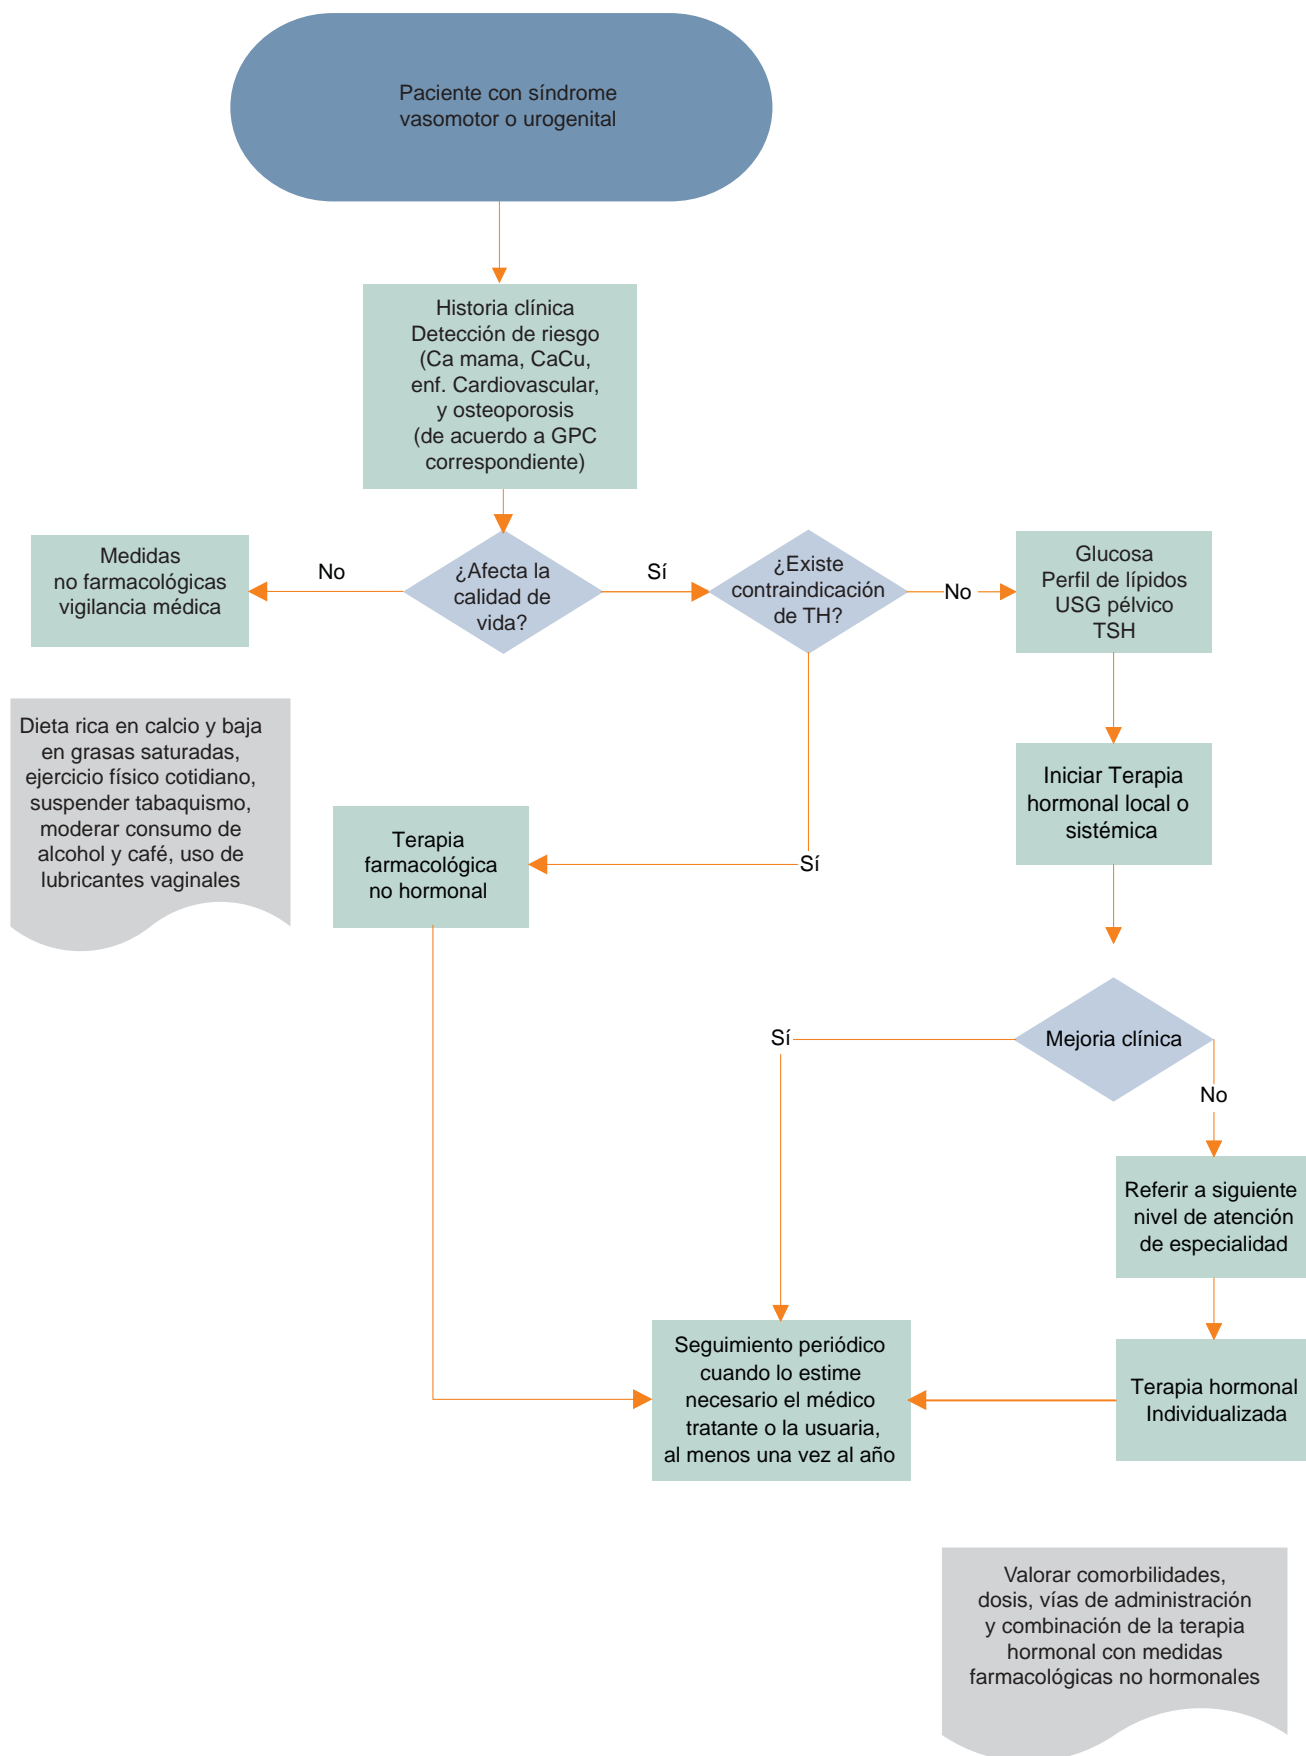 Paciente con síndrome
vasomotor o urogenital
Historia clínica
Detección de riesgo
(Ca mama, CaCu,
enf. Cardiovascular,
y osteoporosis
(de acuerdo a GPC
correspondiente)
Medidas
no farmacológicas
vigilancia médica
No
¿Afecta la
calidad de
vida?
Sí
¿Existe
contraindicación
de TH?
No
Glucosa
Perfil de lípidos
USG pélvico
TSH
Dieta rica en calcio y baja
en grasas saturadas,
ejercicio físico cotidiano,
suspender tabaquismo,
moderar consumo de
alcohol y café, uso de
lubricantes vaginales
Iniciar Terapia
hormonal local o
sistémica
Terapia
farmacológica
no hormonal
Sí
Sí
Mejoria clínica
No
Referir a siguiente
nivel de atención
de especialidad
Seguimiento periódico
cuando lo estime
necesario el médico
tratante o la usuaria,
al menos una vez al año
Terapia hormonal
Individualizada
Valorar comorbilidades,
dosis, vías de administración
y combinación de la terapia
hormonal con medidas
farmacológicas no hormonales